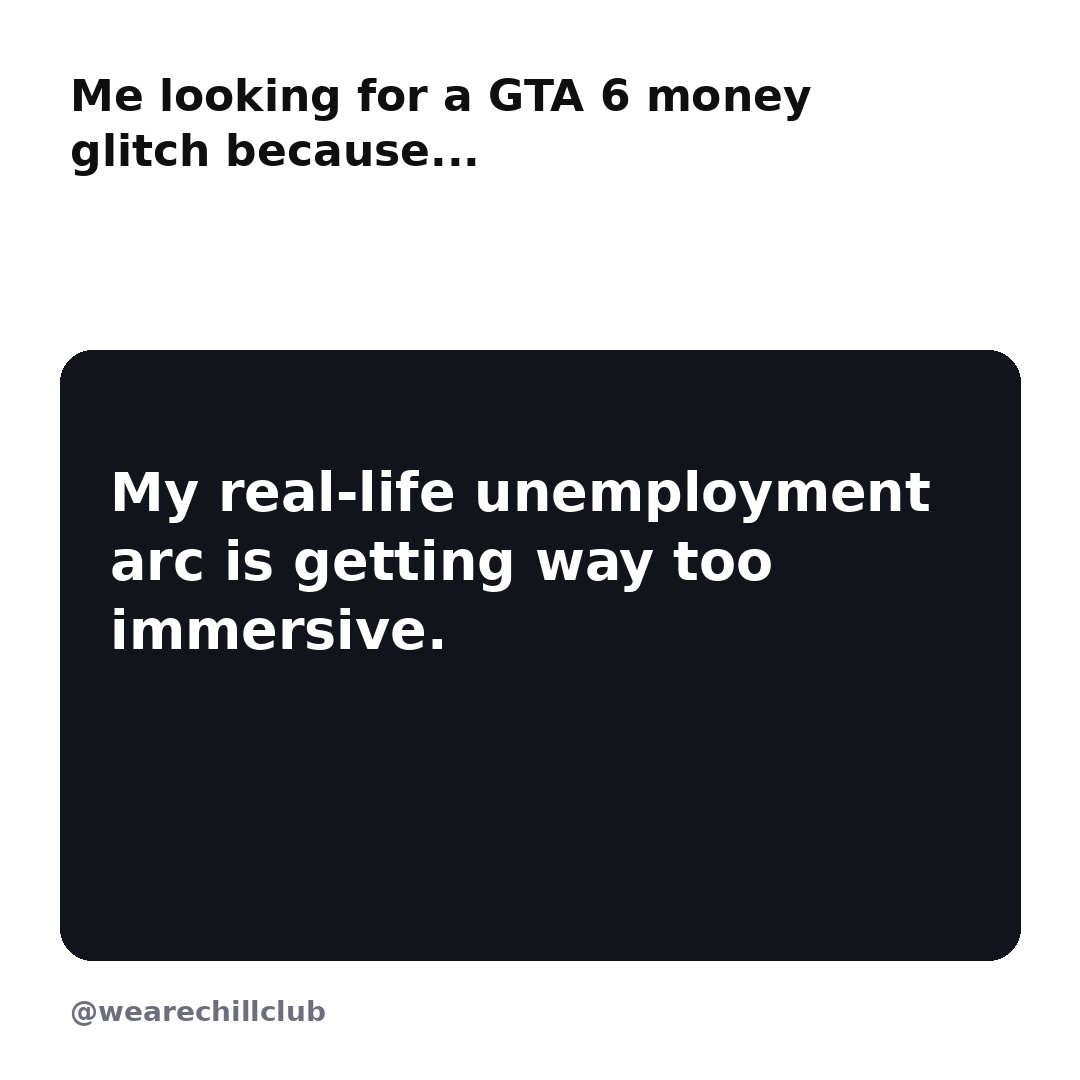 Me looking for a GTA 6 money
glitch because...
My real-life unemployment
arc is getting way too
immersive.
@wearechillclub